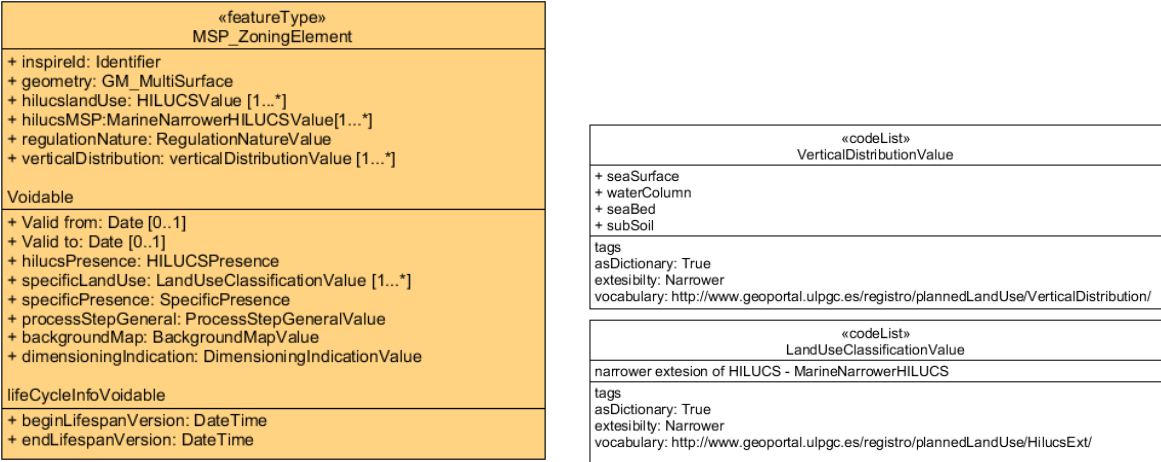 «featureType»
MSP_ZoningElement
+ inspireId: Identifier
+ geometry: GM_MultiSurface
+ hilucslandUse: HILUCSValue [1...*]
+ hilucsMSP:MarineNarrowerHILUCSValue[1...*]
+ regulationNature: RegulationNatureValue
+ verticalDistribution: verticalDistributionValue [1...*]
Voidable
+ Valid from: Date [0..1]
+ Valid to: Date [0..1]
+ hilucsPresence: HILUCSPresence
+ specificLandUse: LandUseClassificationValue [1...*]
+ specificPresence: SpecificPresence
+ processStepGeneral: ProcessStepGeneralValue
+ backgroundMap: BackgroundMapValue
+ dimensioningIndication: DimensioningIndicationValue
lifeCycleInfoVoidable
+ beginLifespanVersion: DateTime
+ endLifespanVersion: DateTime
«codeList»
VerticalDistributionValue
+ seaSurface
+ waterColumn
+ seaBed
+ subSoil
tags
asDictionary: True
extesibilty: Narrower
vocabulary: http://www.geoportal.ulpgc.es/registro/plannedLandUse/VerticalDistribution/
«codeList»
LandUseClassificationValue
narrower extesion of HILUCS - MarineNarrowerHILUCS
tags
asDictionary: True
extesibilty: Narrower
vocabulary: http://www.geoportal.ulpgc.es/registro/plannedLandUse/HilucsExt/